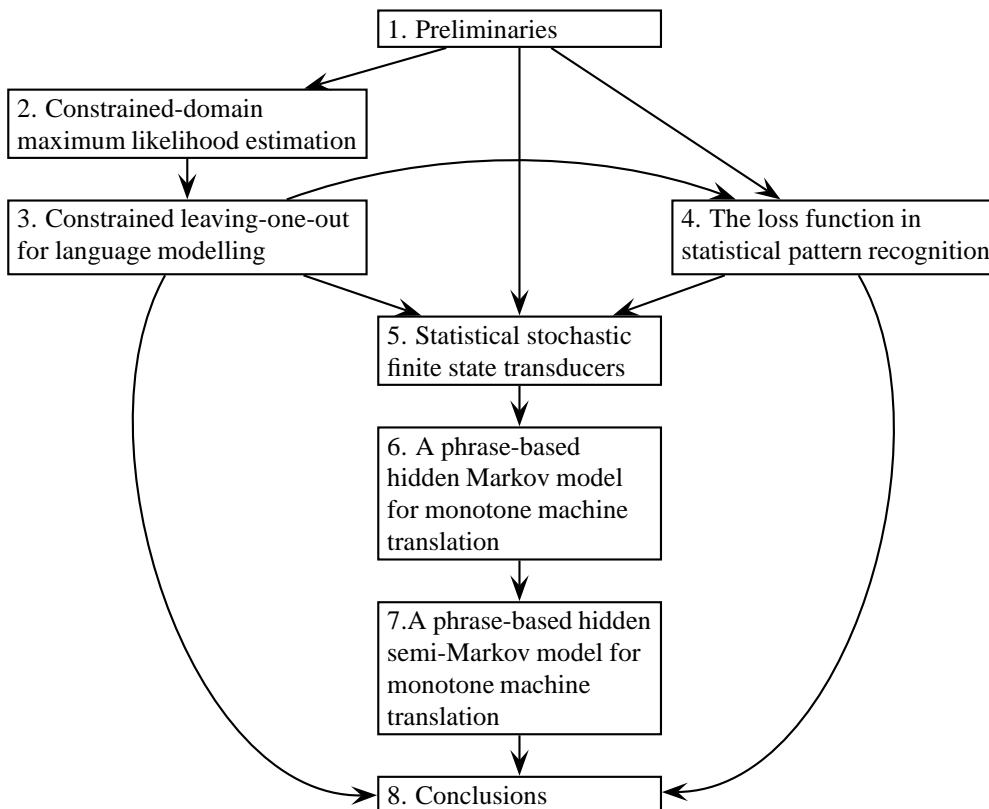 1. Preliminaries
2. Constrained-domain
maximum likelihood estimation
3. Constrained leaving-one-out
for language modelling
4. The loss function in
statistical pattern recognition
5. Statistical stochastic
finite state transducers
6. A phrase-based
hidden Markov model
for monotone machine
translation
7.A phrase-based hidden
semi-Markov model for
monotone machine
translation
8. Conclusions